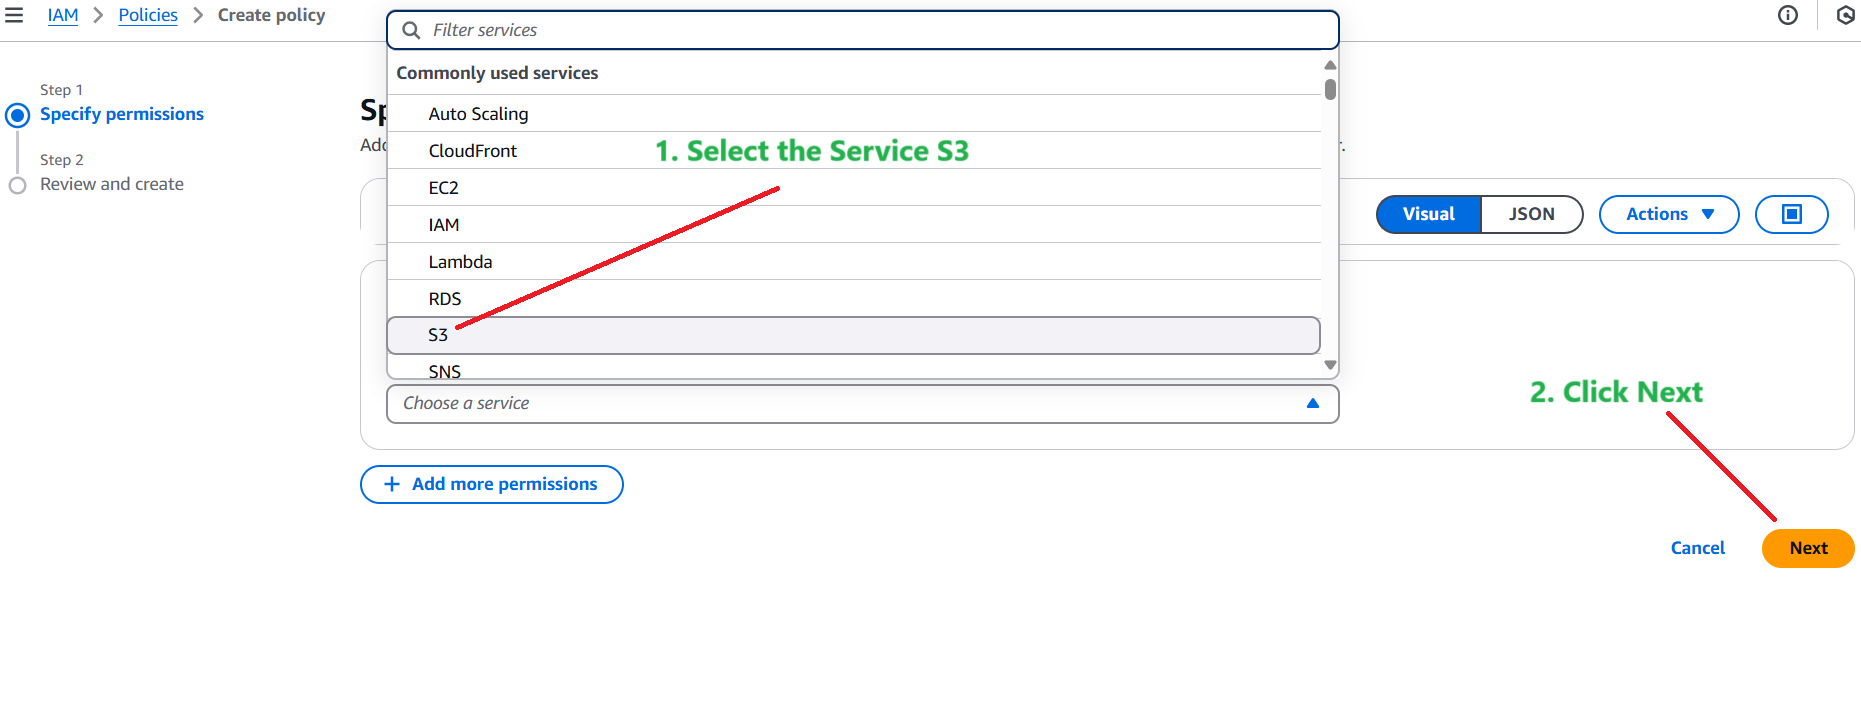 IAM > Policies > Create policy
Filter services
Commonly used services
Auto Scaling
CloudFront
EC2
IAM
Lambda
RDS
S3
SNS
Choose a service
Step 1
Specify permissions
Step 2
Review and create
1. Select the Service S3
Visual JSON Actions
2. Click Next
+ Add more permissions
Cancel Next